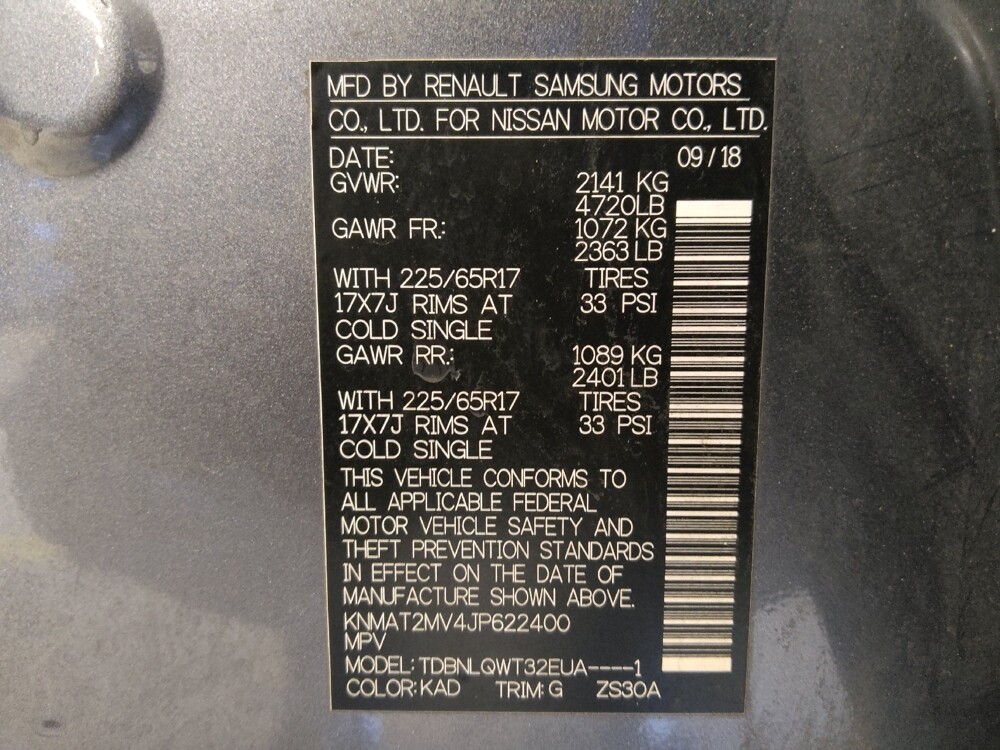 MFD BY RENAULT SAMSUNG MOTORS
CO., LTD. FOR NISSAN MOTOR CO., LTD.
DATE: 09 / 18
GVWR: 2141 KG
4720LB
GAWR FR.: 1072 KG
2363 LB
WITH 225/65R17 TIRES
17X7J RIMS AT 33 PSI
COLD SINGLE
GAWR RR.: 1089 KG
2401 LB
WITH 225/65R17 TIRES
17X7J RIMS AT 33 PSI
COLD SINGLE
THIS VEHICLE CONFORMS TO
ALL APPLICABLE FEDERAL
MOTOR VEHICLE SAFETY AND
THEFT PREVENTION STANDARDS
IN EFFECT ON THE DATE OF
MANUFACTURE SHOWN ABOVE.
KNMAT2MV4JP622400
MPV
MODEL: TDBNLQWT32EUA----1
COLOR: KAD TRIM: G ZS30A